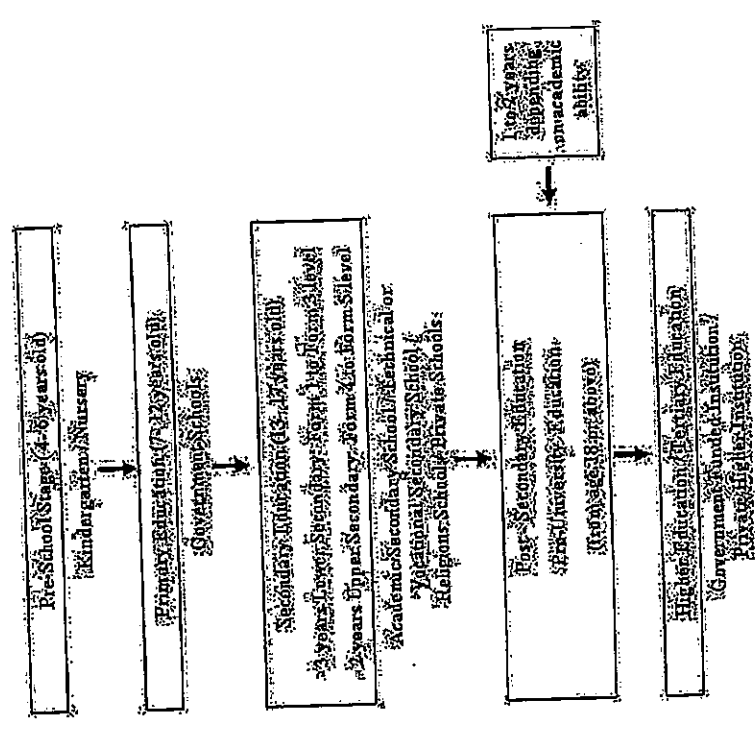 Pre-School Stage (4-6 years old)
Kindergarten / Nursery
Primary Education (7-12 years old)
Government Schools
Secondary Education (13-17 years old)
3 years Lower Secondary: Form 1 to Form 3 level
2 years Upper Secondary: Form 4 to Form 5 level
Academic Secondary School / Technical or
Vocational Secondary School /
Religious Schools / Private Schools
Post - Secondary Education
Pre-University Education
(from age 18 or above)
1 to 2 years
depending
on academic
ability
Higher Education / Tertiary Education
Government Funded Institution /
Private Higher Institution